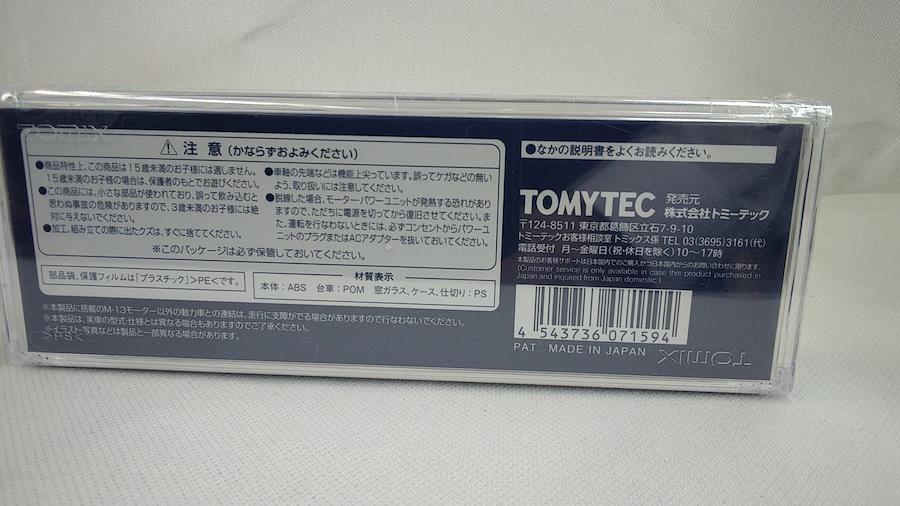 TOMIX
⚠ 注 意 (かならずおよみください)
●商品特性上、この商品は15歳未満のお子様には適しません。
15歳未満のお子様の場合は、保護者のもとでお遊びください。
●この商品には、小さな部品が使われており、誤って飲み込むと
思わぬ事故の危険がありますので、3歳未満のお子様には絶
対に与えないでください。
●加工、組み立ての際に出たクズは、すぐに捨ててください。
●車軸の先端などは機能上尖っています。誤ってケガなどの無い
よう、取り扱いには注意してください。
●脱線した場合、モーター・パワーユニットが発熱する恐れがあり
ますので、ただちに電源を切ってから復旧させてください。ま
た、運転を行なわないときには、必ずコンセントからパワーユ
ニットのプラグまたはACアダプターを抜いておいてください。
※このパッケージは必ず保管しておいてください。
部品袋、保護フィルムは「プラスチック」>PE<です。
材質表示
本体:ABS 台車:POM 窓ガラス、ケース、仕切り:PS
※本製品に搭載のM-13モーター以外の動力車との連結は、走行に支障がでる場合がありますので行なわないでください。
※本製品は、実車の型式・仕様とは異なる場合もありますのでご了承ください。
※イラスト・写真などは製品と一部異なる場合があります。
>PS<
●なかの説明書をよくお読みください。
TOMYTEC 発売元 株式会社トミーテック
〒124-8511 東京都葛飾区立石7-9-10
トミーテックお客様相談室 トミックス係 TEL 03(3695)3161(代)
電話受付 月〜金曜日(祝・休日を除く)10〜17時
本製品のお客様サポートは日本国内でのご購入かつ日本国内からのお問い合わせに限ります。
(Customer service is only available in case this product purchased in
Japan and inquired from Japan domestic.)
4 543736 071594
PAT. MADE IN JAPAN
TOMIX